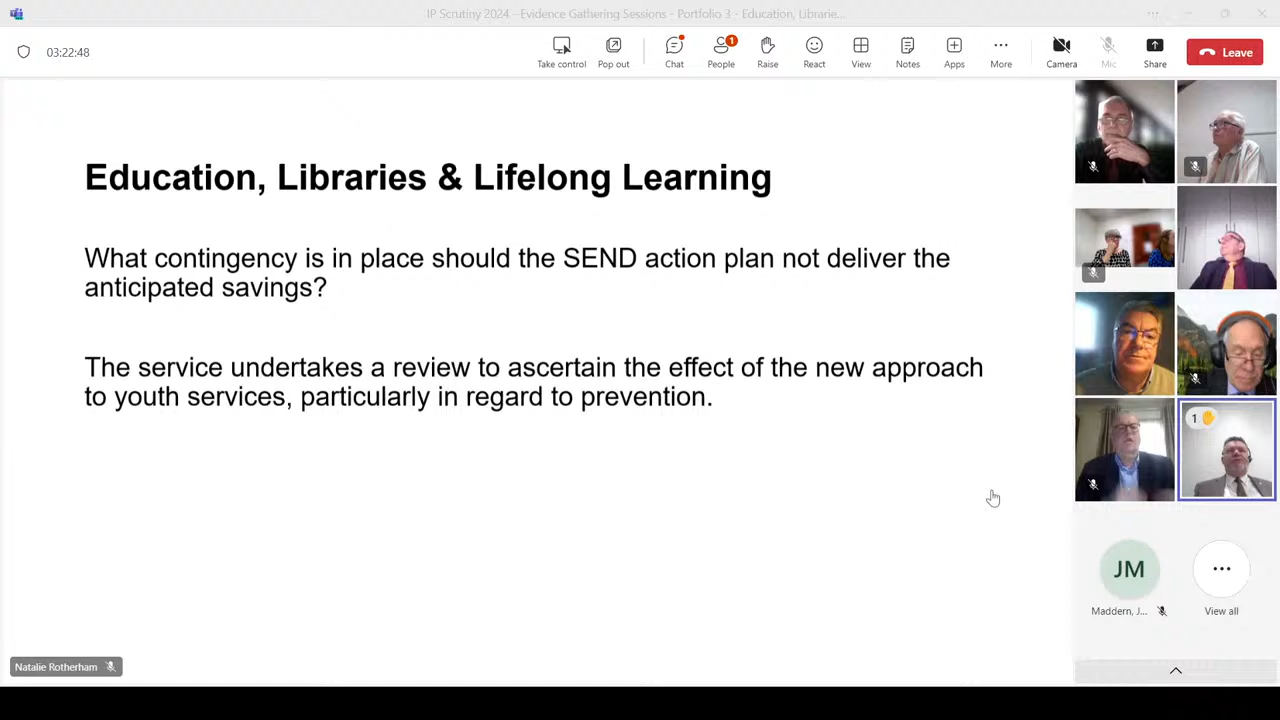 IP Scrutiny 2024 - Evidence Gathering Sessions - Portfolio 3 - Education, Librarie...
03:22:48
Take control
Pop out
Chat
1
People
Raise
React
View
Notes
Apps
More
Camera
Mic
Share
Leave
Education, Libraries & Lifelong Learning
What contingency is in place should the SEND action plan not deliver the
anticipated savings?
The service undertakes a review to ascertain the effect of the new approach
to youth services, particularly in regard to prevention.
1
JM
Maddern, J...
View all
Natalie Rotherham